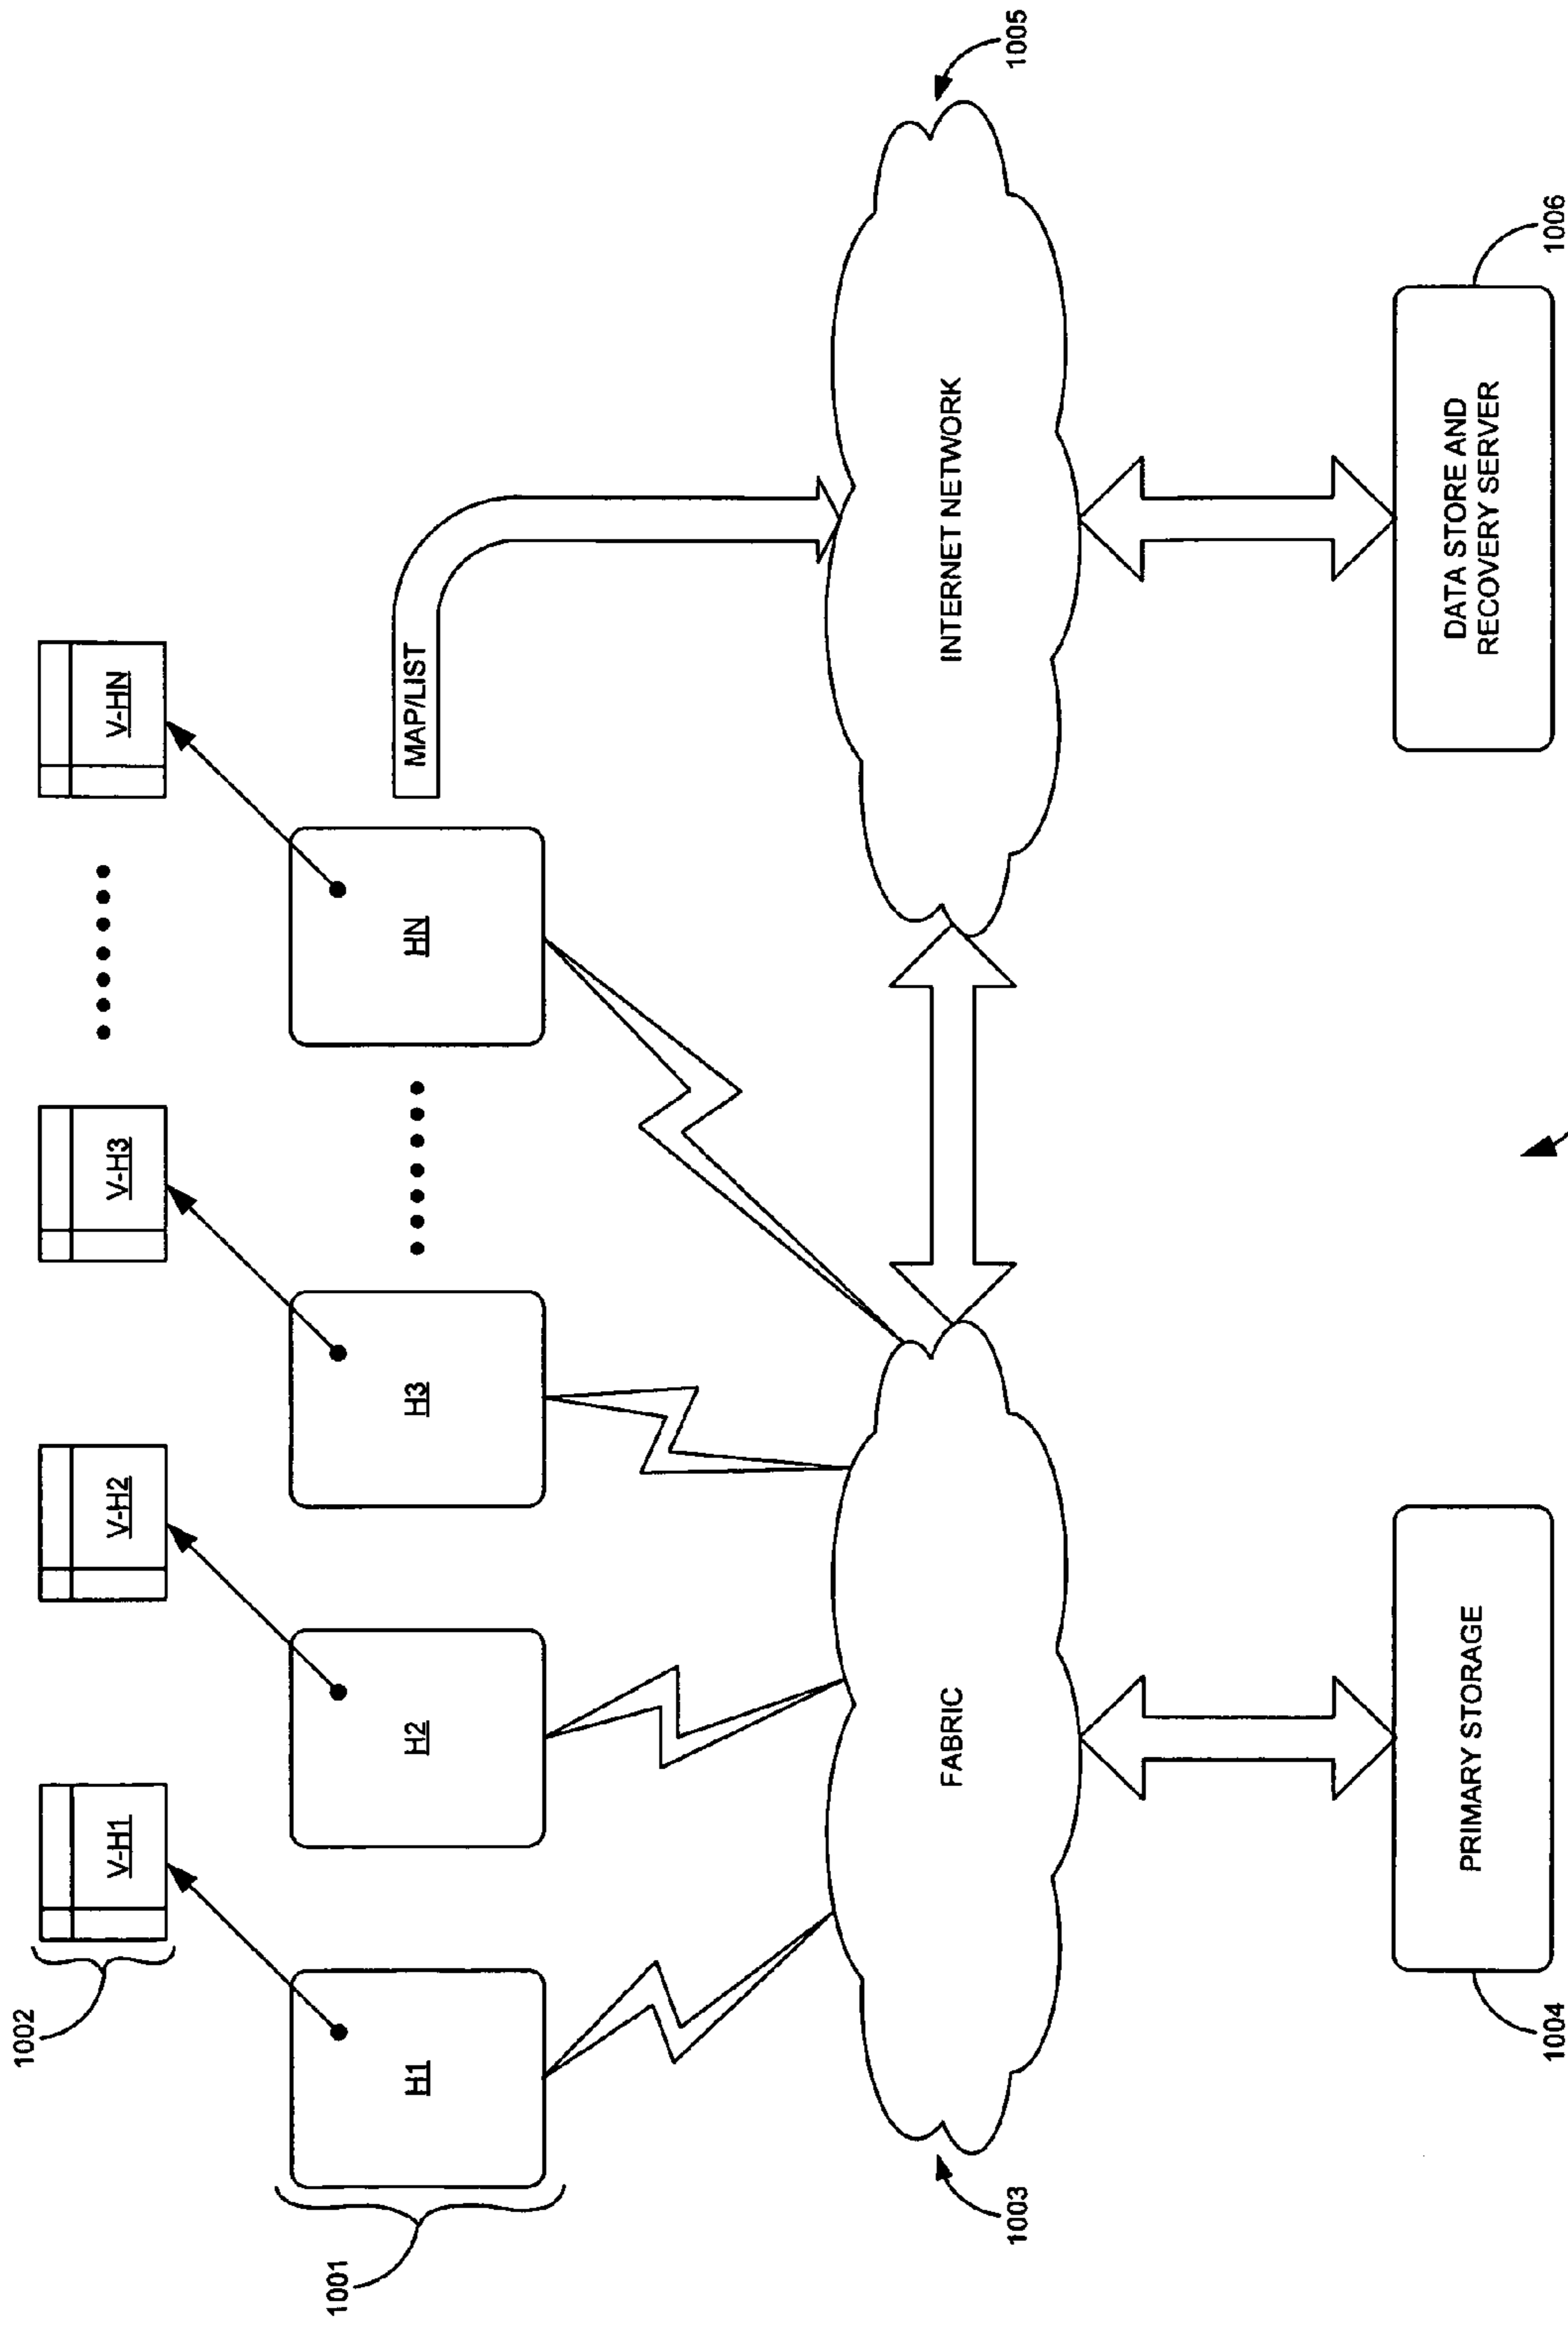 1002
V-H1
V-H2
V-H3
V-HN
1001
H1
H2
H3
HN
MAP/LIST
1003
FABRIC
INTERNET NETWORK
1005
1004
PRIMARY STORAGE
DATA STORE AND
RECOVERY SERVER
1006